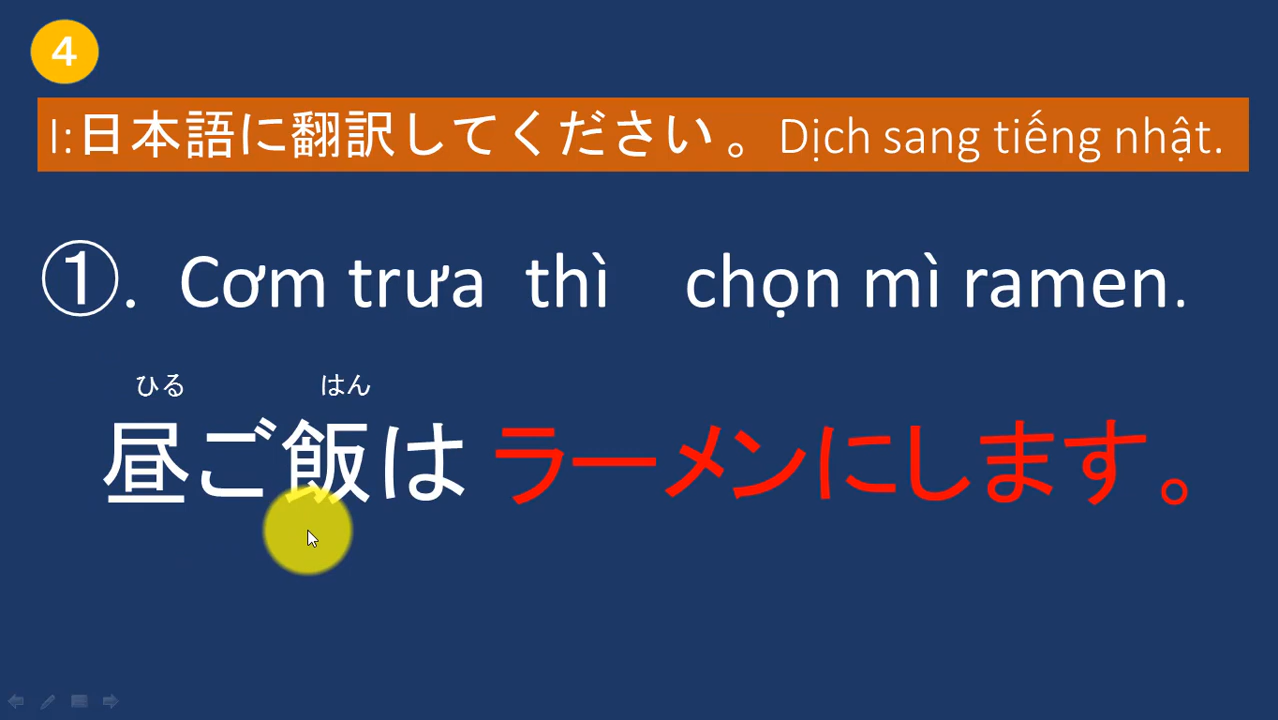 4
I:日本語に翻訳してください。Dịch sang tiếng nhật.
①. Cơm trưa thì chọn mì ramen.
ひる はん
昼ご飯は ラーメンにします。